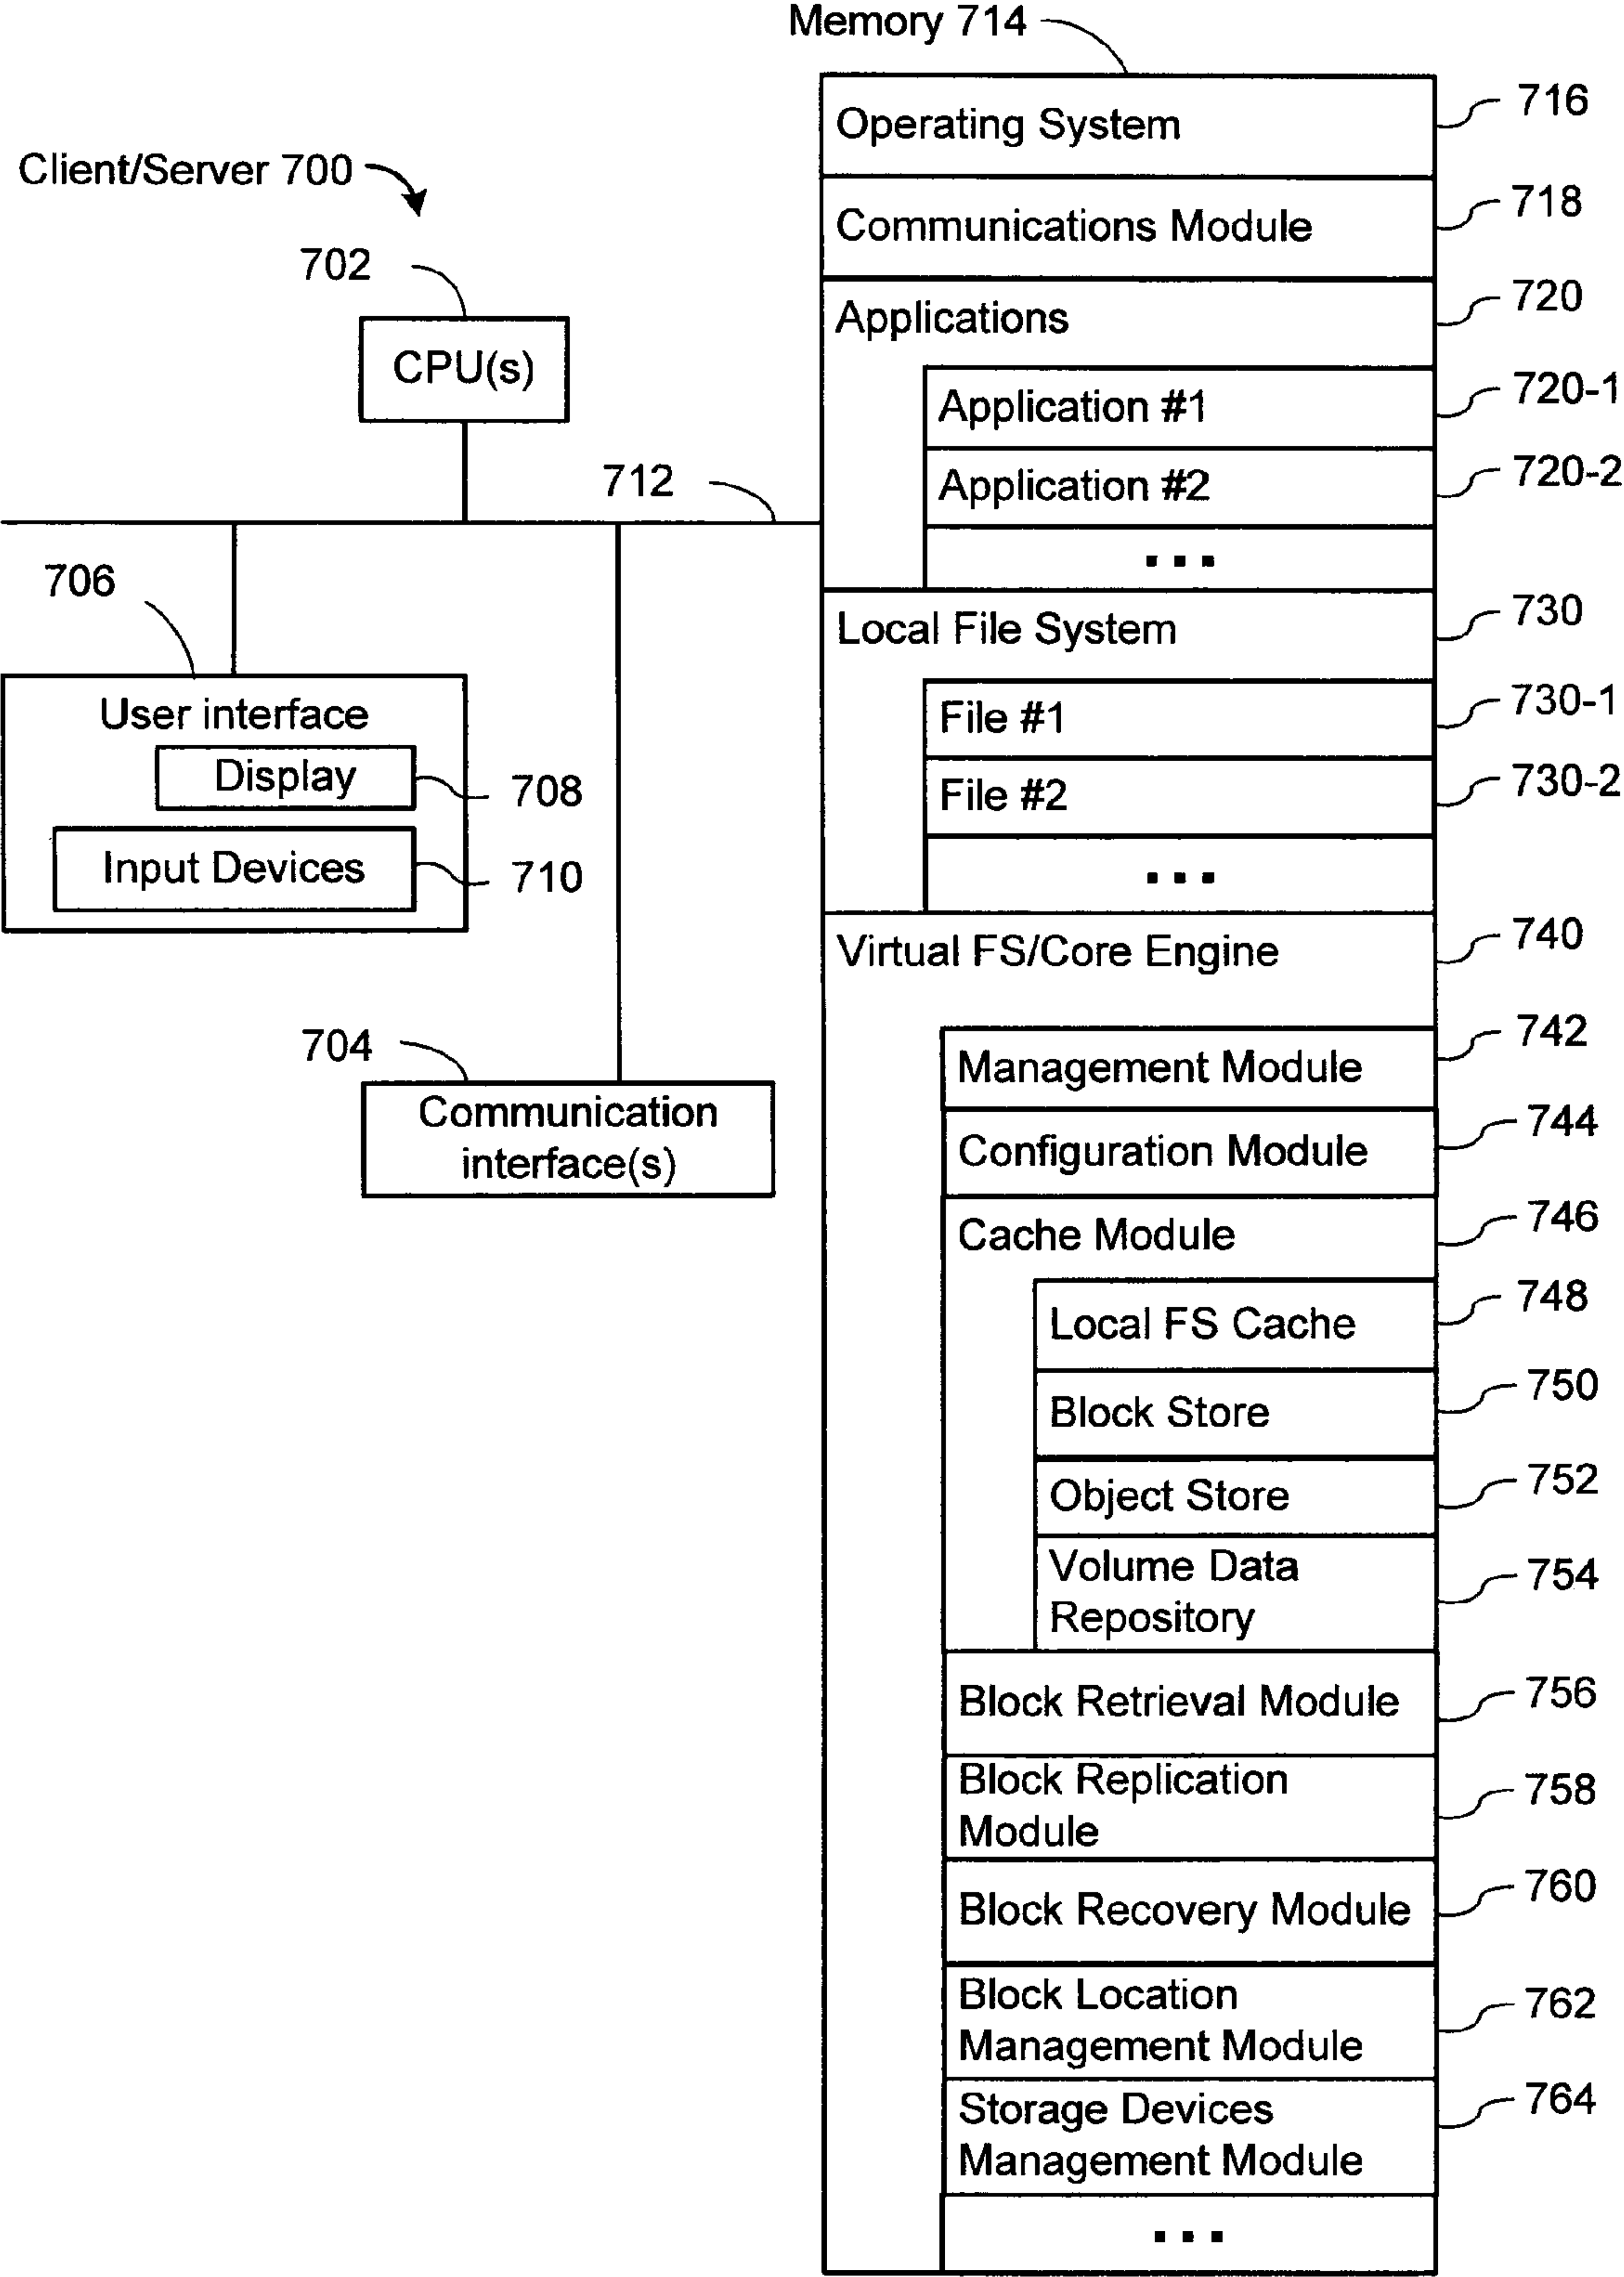 Memory 714
Client/Server 700
702
CPU(s)
712
706
User interface
Display
708
Input Devices
710
704
Communication
interface(s)
Operating System
716
Communications Module
718
Applications
720
Application #1
720-1
Application #2
720-2
...
Local File System
730
File #1
730-1
File #2
730-2
...
Virtual FS/Core Engine
740
Management Module
742
Configuration Module
744
Cache Module
746
Local FS Cache
748
Block Store
750
Object Store
752
Volume Data
Repository
754
Block Retrieval Module
756
Block Replication
Module
758
Block Recovery Module
760
Block Location
Management Module
762
Storage Devices
Management Module
764
...